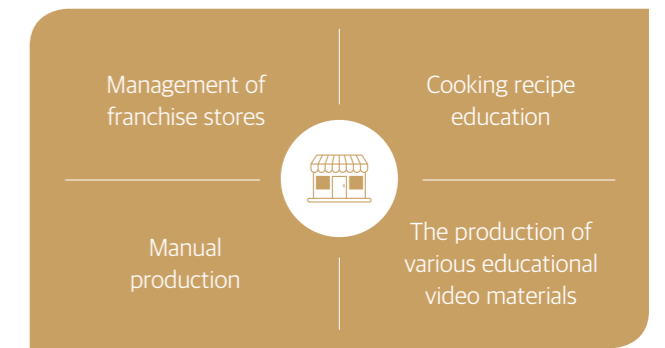 Management of
franchise stores
Cooking recipe
education
Manual
production
The production of
various educational
video materials